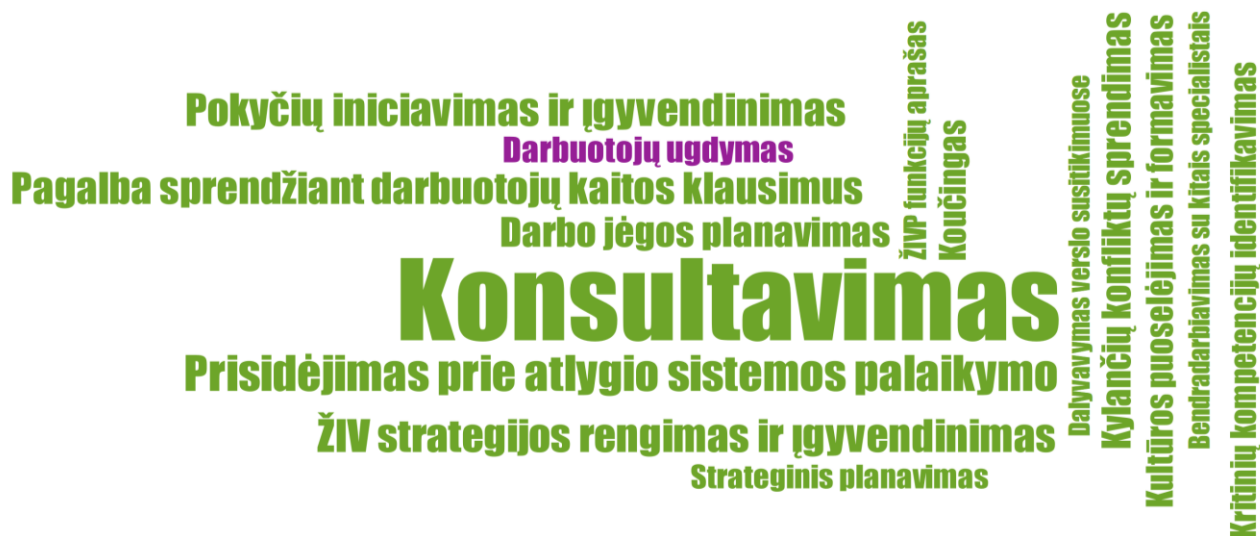 Pokyčių iniciavimas ir įgyvendinimas
Darbuotojų ugdymas
Pagalba sprendžiant darbuotojų kaitos klausimus
Darbo jėgos planavimas
Konsultavimas
Prisidėjimas prie atlygio sistemos palaikymo
ŽIV strategijos rengimas ir įgyvendinimas
Strateginis planavimas
ŽIVP funkcijų aprašas
Koučingas
Dalyvavymas verslo susitikimuose
Kylančių konfliktų sprendimas
Kultūros puoselėjimas ir formavimas
Bendradarbiavimas su kitais specialistais
Kritinių kompetencijų identifikavimas